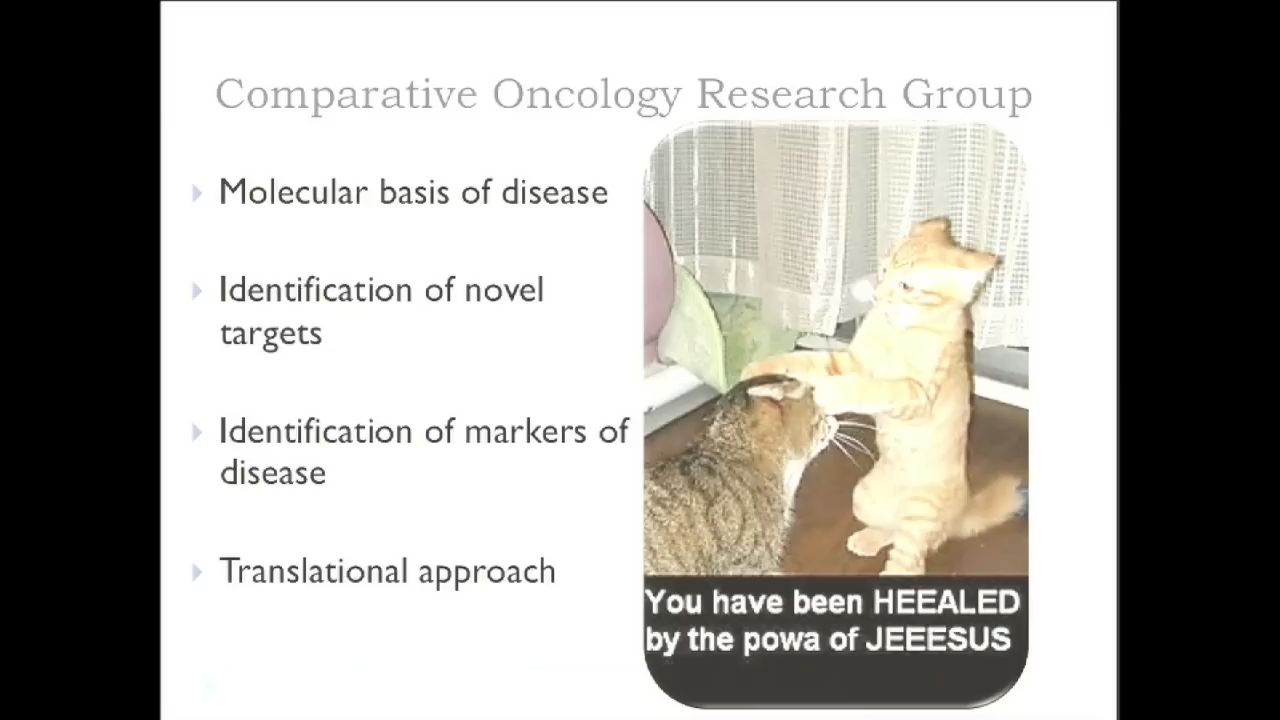 Comparative Oncology Research Group
Molecular basis of disease
Identification of novel
targets
Identification of markers of
disease
Translational approach
You have been HEEALED
by the powa of JEEESUS